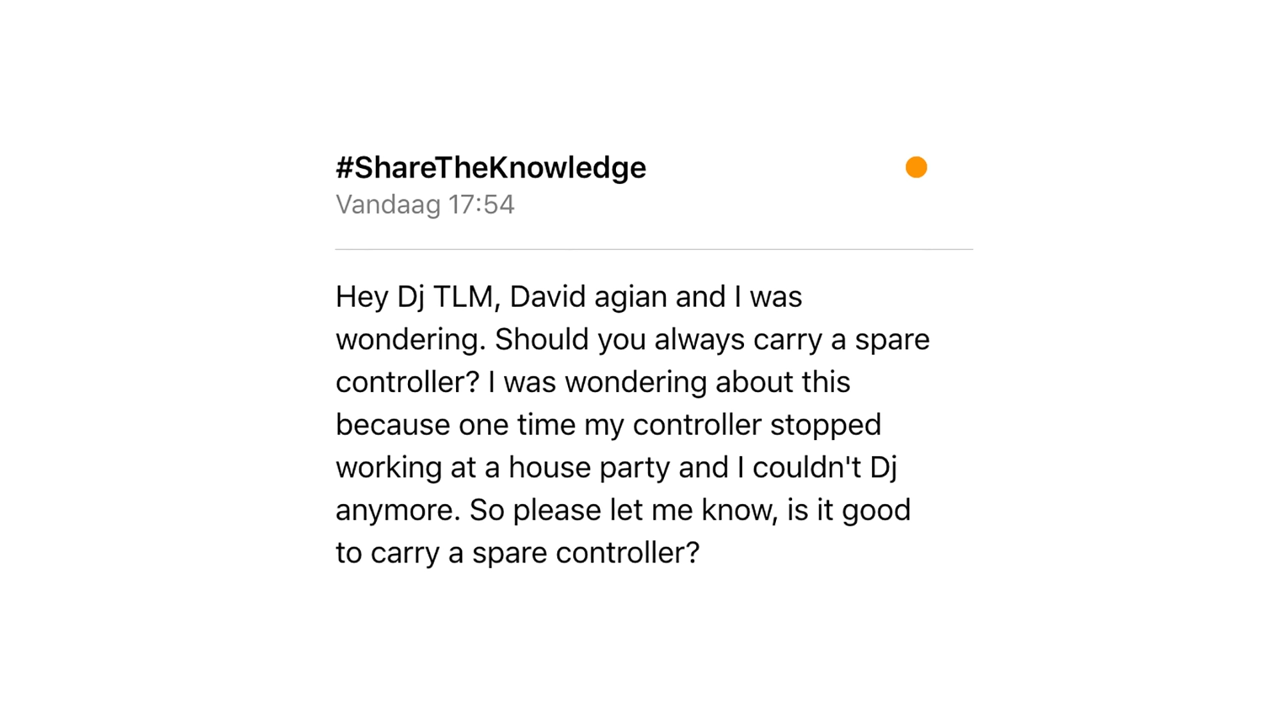 #ShareTheKnowledge
Vandaag 17:54
Hey Dj TLM, David agian and I was
wondering. Should you always carry a spare
controller? I was wondering about this
because one time my controller stopped
working at a house party and I couldn't Dj
anymore. So please let me know, is it good
to carry a spare controller?